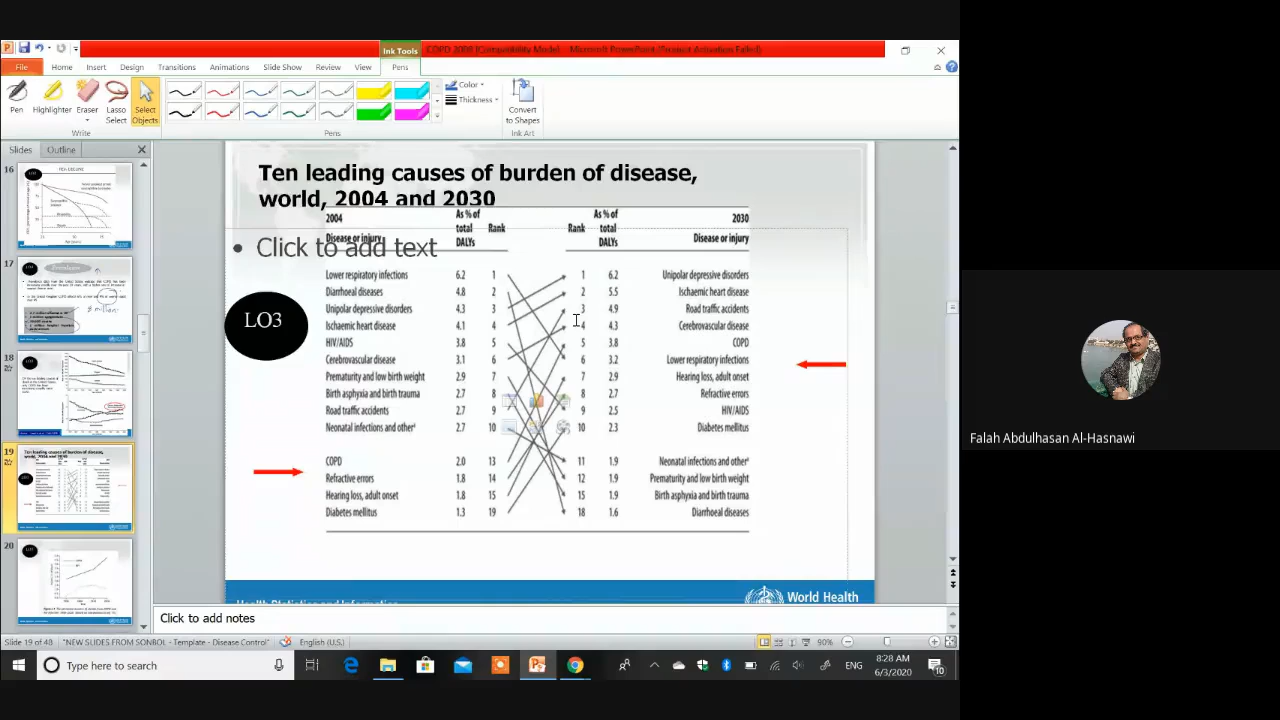 Ink Tools
COPD 2008 [Compatibility Mode] - Microsoft PowerPoint (Product Activation Failed)
File Home Insert Design Transitions Animations Slide Show Review View Pens
Pen Highlighter Eraser Lasso Select Select Objects
Color
Thickness
Convert to Shapes
Write Pens Ink Art
Slides Outline
16
17
18
19
20
Ten leading causes of burden of disease,
world, 2004 and 2030
Click to add text
LO3
2004 As % of total DALYs Rank Rank As % of total DALYs 2030
Disease or injury Disease or injury
Lower respiratory infections 6.2 1 1 6.2 Unipolar depressive disorders
Diarrhoeal diseases 4.8 2 2 5.5 Ischaemic heart disease
Unipolar depressive disorders 4.3 3 3 4.9 Road traffic accidents
Ischaemic heart disease 4.1 4 4 4.3 Cerebrovascular disease
HIV/AIDS 3.8 5 5 3.8 COPD
Cerebrovascular disease 3.1 6 6 3.2 Lower respiratory infections
Prematurity and low birth weight 2.9 7 7 2.9 Hearing loss, adult onset
Birth asphyxia and birth trauma 2.7 8 8 2.7 Refractive errors
Road traffic accidents 2.7 9 9 2.5 HIV/AIDS
Neonatal infections and other 2.7 10 10 2.3 Diabetes mellitus
COPD 2.0 13 11 1.9 Neonatal infections and other
Refractive errors 1.8 14 12 1.9 Prematurity and low birth weight
Hearing loss, adult onset 1.8 15 15 1.9 Birth asphyxia and birth trauma
Diabetes mellitus 1.3 19 18 1.6 Diarrhoeal diseases
Health Statistics and Information
World Health
Click to add notes
Slide 19 of 48 "NEW SLIDES FROM SONBOL - Template - Disease Control" English (U.S.) 90%
Type here to search
ENG
8:28 AM
6/3/2020
10
Falah Abdulhasan Al-Hasnawi